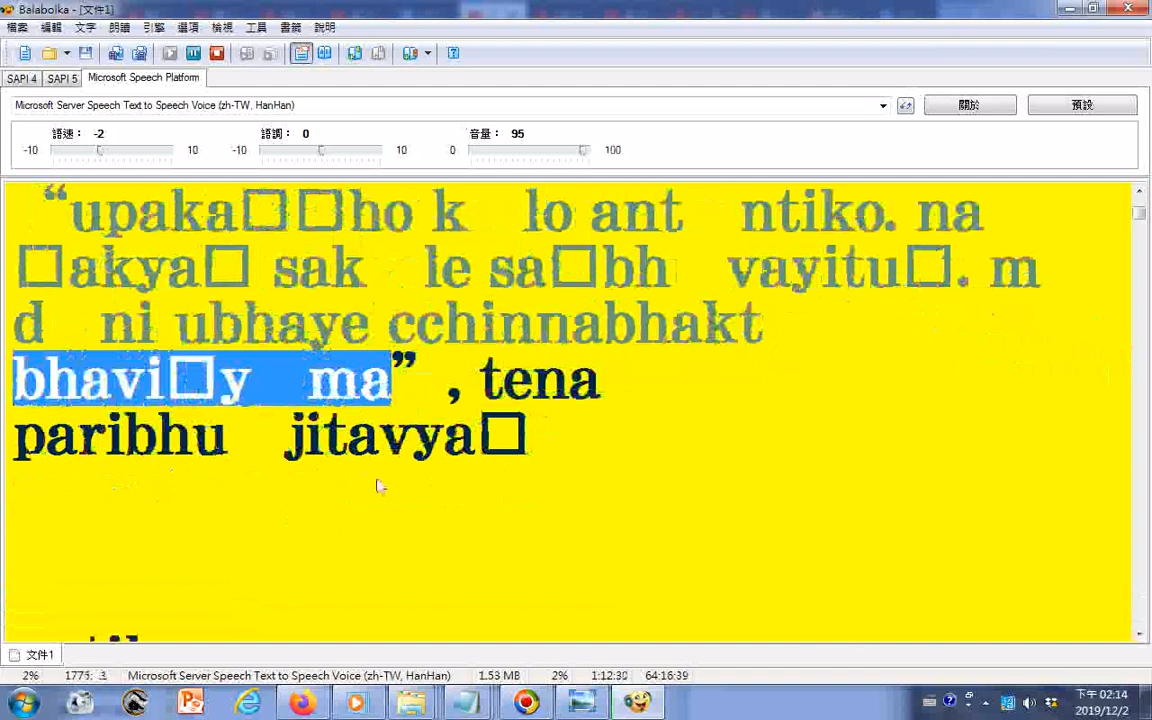 Balabolka - [文件1]
檔案 編輯 文字 朗讀 引擎 選項 檢視 工具 書籤 說明
SAPI 4 SAPI 5 Microsoft Speech Platform
Microsoft Server Speech Text to Speech Voice (zh-TW, HanHan)
關於
預設
語速: -2 語調: 0 音量: 95
-10 10 -10 10 0 100
“upaka□□ho k lo ant ntiko. na
□akya□ sak le sa□bh vayitu□. m
d ni ubhaye cchinnabhakt
bhavi□y ma” , tena
paribhu jitavya□
文件1
2% Microsoft Server Speech Text to Speech Voice (zh-TW, HanHan) 1.53 MB 2% 1:12:30 64:16:39
下午 02:14
2019/12/2